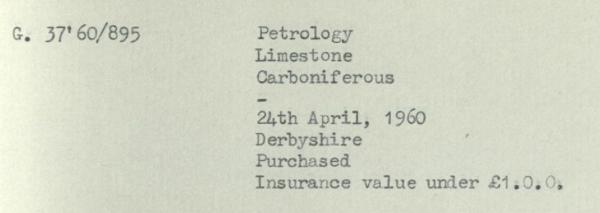 G. 37'60/895 Petrology
Limestone
Carboniferous
-
24th April, 1960
Derbyshire
Purchased
Insurance value under £1.0.0.